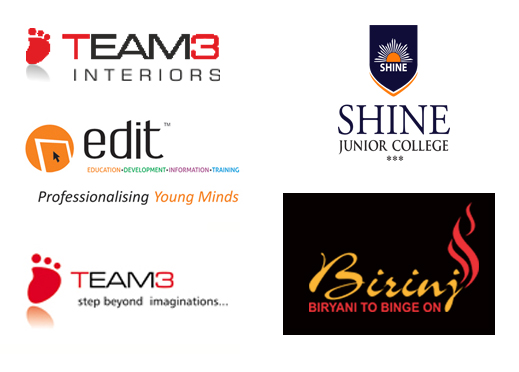 TEAM3
INTERIORS
SHINE
SHINE
JUNIOR COLLEGE
***
edit™
EDUCATION•DEVELOPMENT•INFORMATION•TRAINING
Professionalising Young Minds
TEAM3
step beyond imaginations...
Birinj
BIRYANI TO BINGE ON